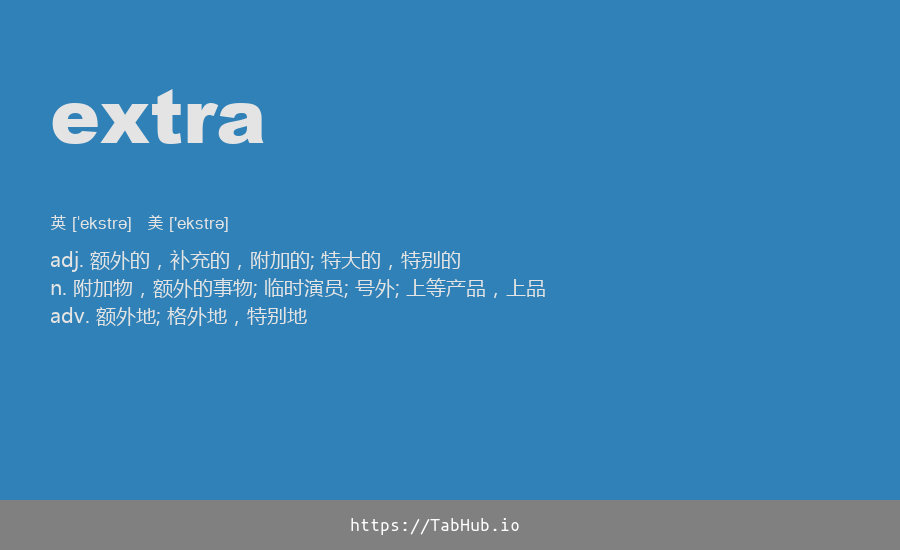 extra
英 ['ekstrə] 美 ['ekstrə]
adj. 额外的，补充的，附加的; 特大的，特别的
n. 附加物，额外的事物; 临时演员; 号外; 上等产品，上品
adv. 额外地; 格外地，特别地
https://TabHub.io